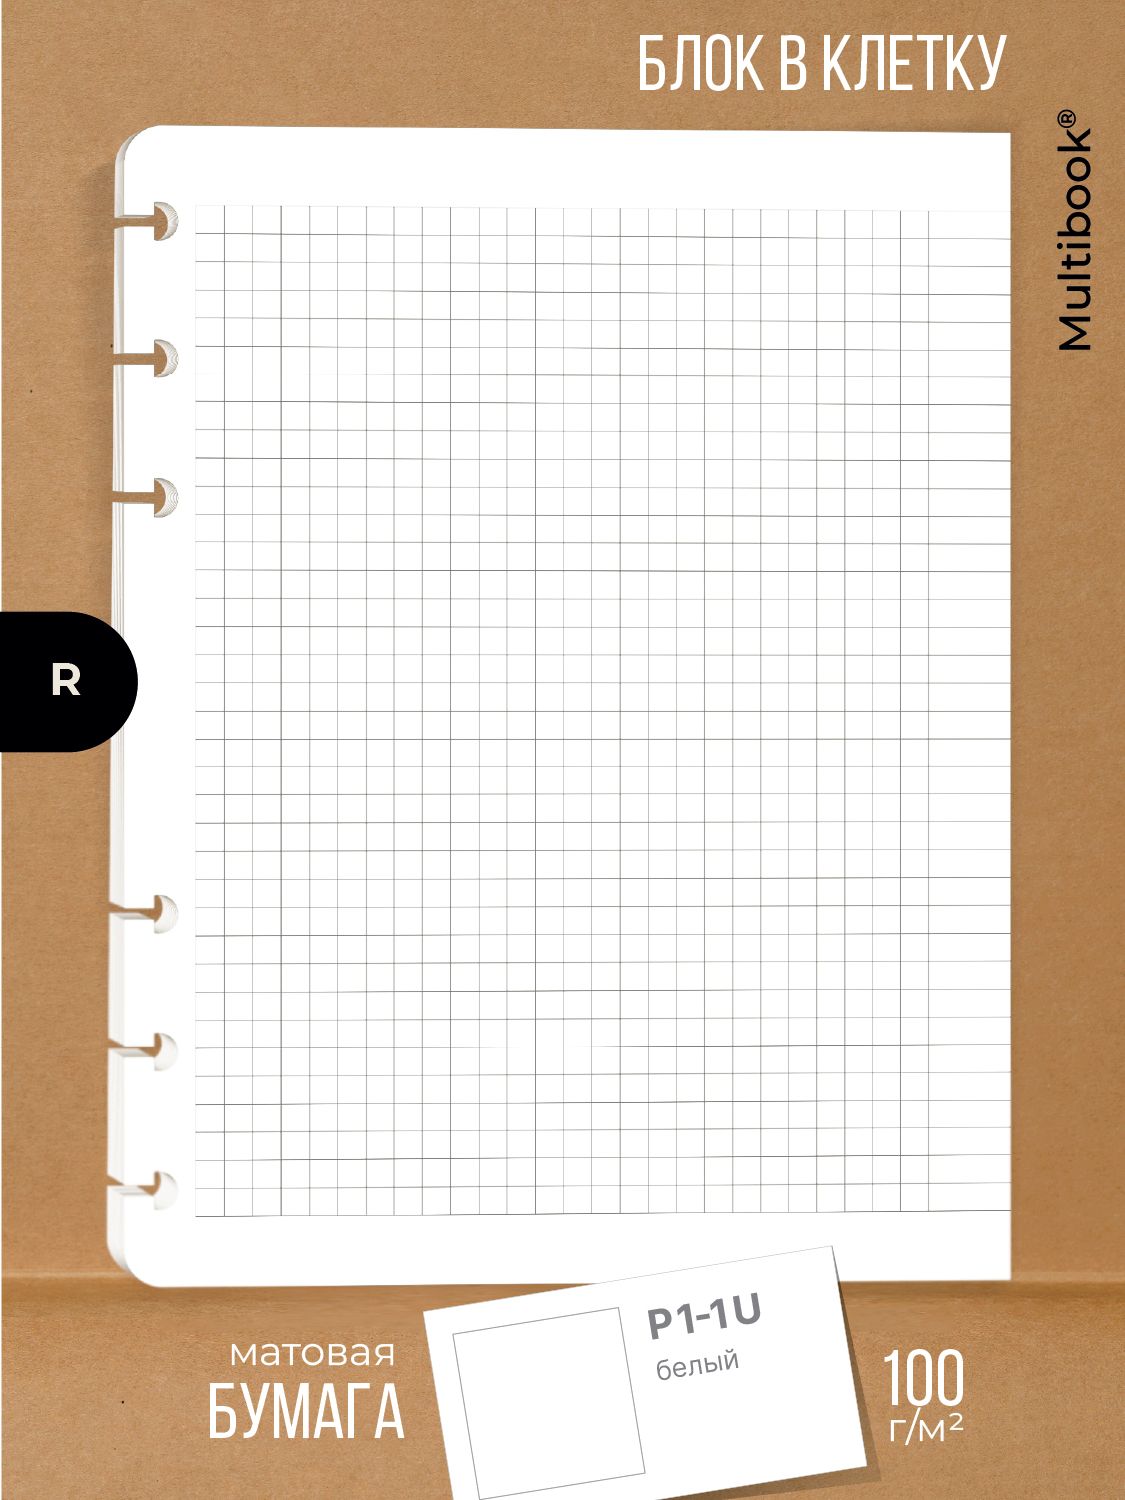 БЛОК В КЛЕТКУ
Multibook®
R
P1-1U
белый
матовая
БУМАГА
100
г/м²